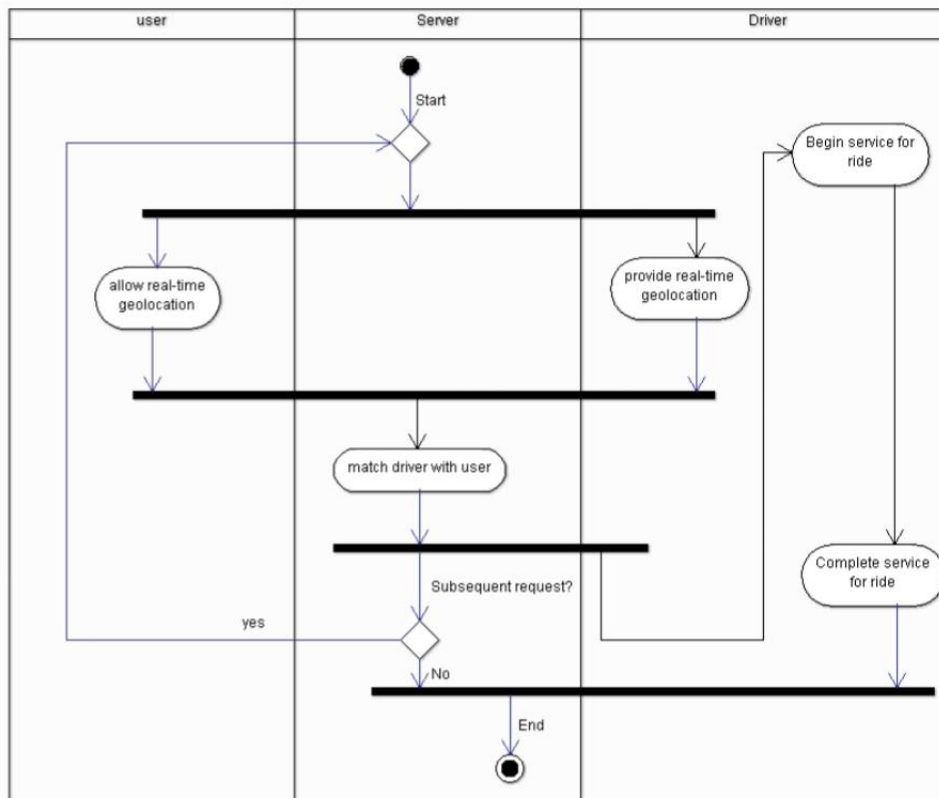 user
Server
Driver
Start
Begin service for
ride
allow real-time
geolocation
provide real-time
geolocation
match driver with user
Subsequent request?
Complete service
for ride
yes
No
End